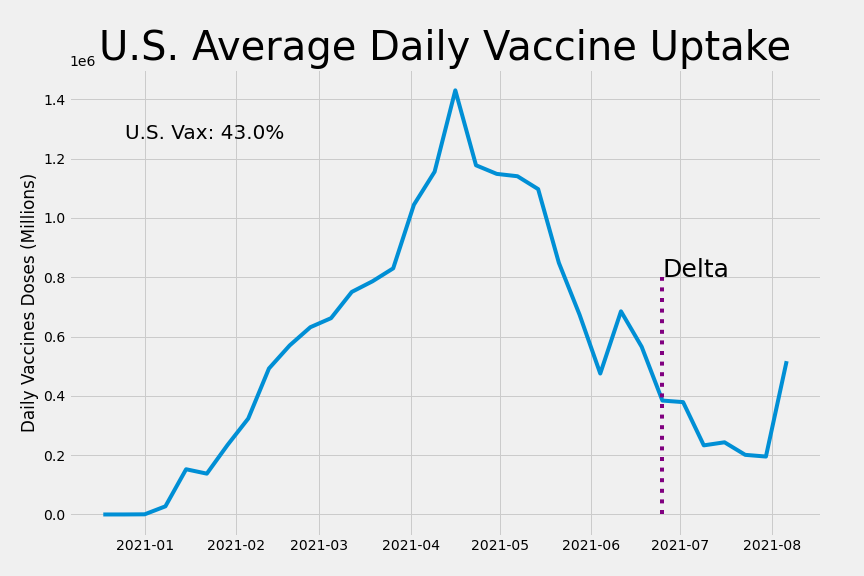 U.S. Average Daily Vaccine Uptake
1e6
1.4
U.S. Vax: 43.0%
1.2
1.0
Delta
0.8
0.6
0.4
0.2
0.0
Daily Vaccines Doses (Millions)
2021-01 2021-02 2021-03 2021-04 2021-05 2021-06 2021-07 2021-08